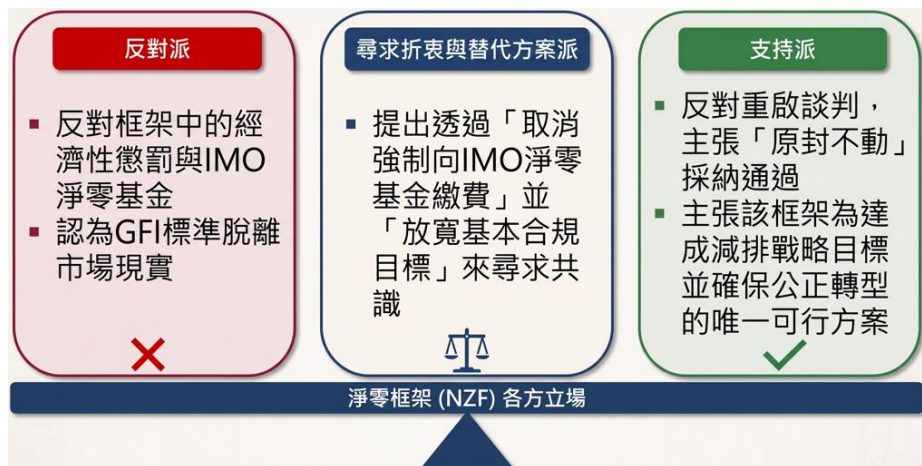 反對派
反對框架中的經
濟性懲罰與IMO
淨零基金
認為GFI標準脫離
市場現實
尋求折衷與替代方案派
提出透過「取消
強制向IMO淨零
基金繳費」並
「放寬基本合規
目標」來尋求共
識
支持派
反對重啟談判，
主張「原封不動」
採納通過
主張該框架為達
成減排戰略目標
並確保公正轉型
的唯一可行方案
淨零框架 (NZF) 各方立場